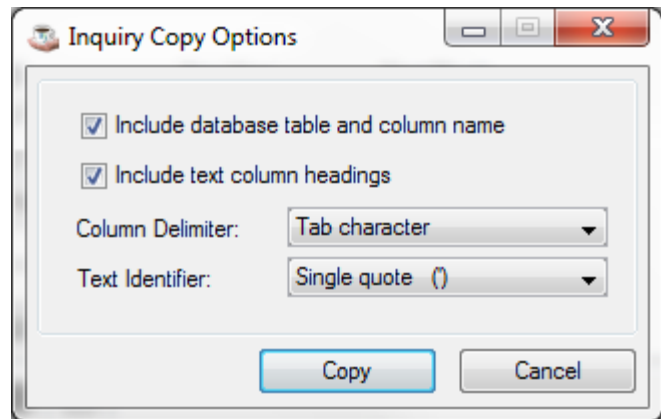 Inquiry Copy Options
Include database table and column name
Include text column headings
Column Delimiter: Tab character
Text Identifier: Single quote (')
Copy Cancel